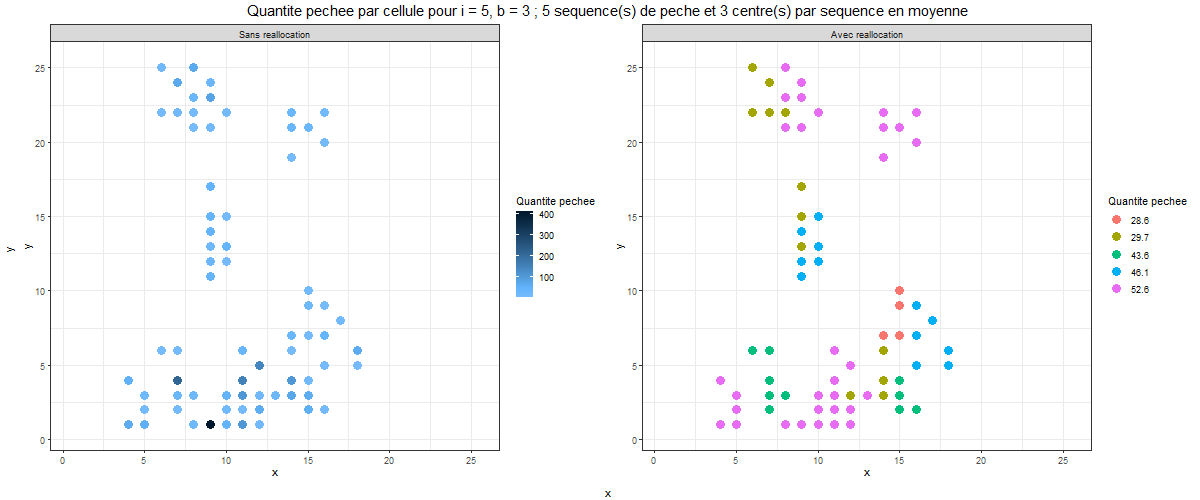 Quantite pechee par cellule pour i = 5, b = 3 ; 5 sequence(s) de peche et 3 centre(s) par sequence en moyenne
Sans reallocation
25
20
15
10
5
0
0 5 10 15 20 25
x
y
y
Quantite pechee
400
300
200
100
Avec reallocation
25
20
15
10
5
0
0 5 10 15 20 25
x
y
Quantite pechee
28.6
29.7
43.6
46.1
52.6
x